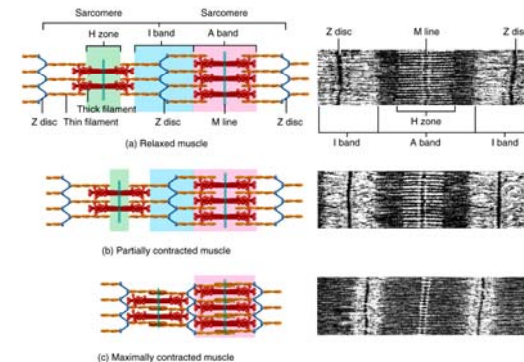 Sarcomere Sarcomere
H zone I band A band
Z disc M line Z disc
Thick filament
Thin filament
Z disc Z disc M line Z disc
(a) Relaxed muscle
H zone
I band A band I band
(b) Partially contracted muscle
(c) Maximally contracted muscle